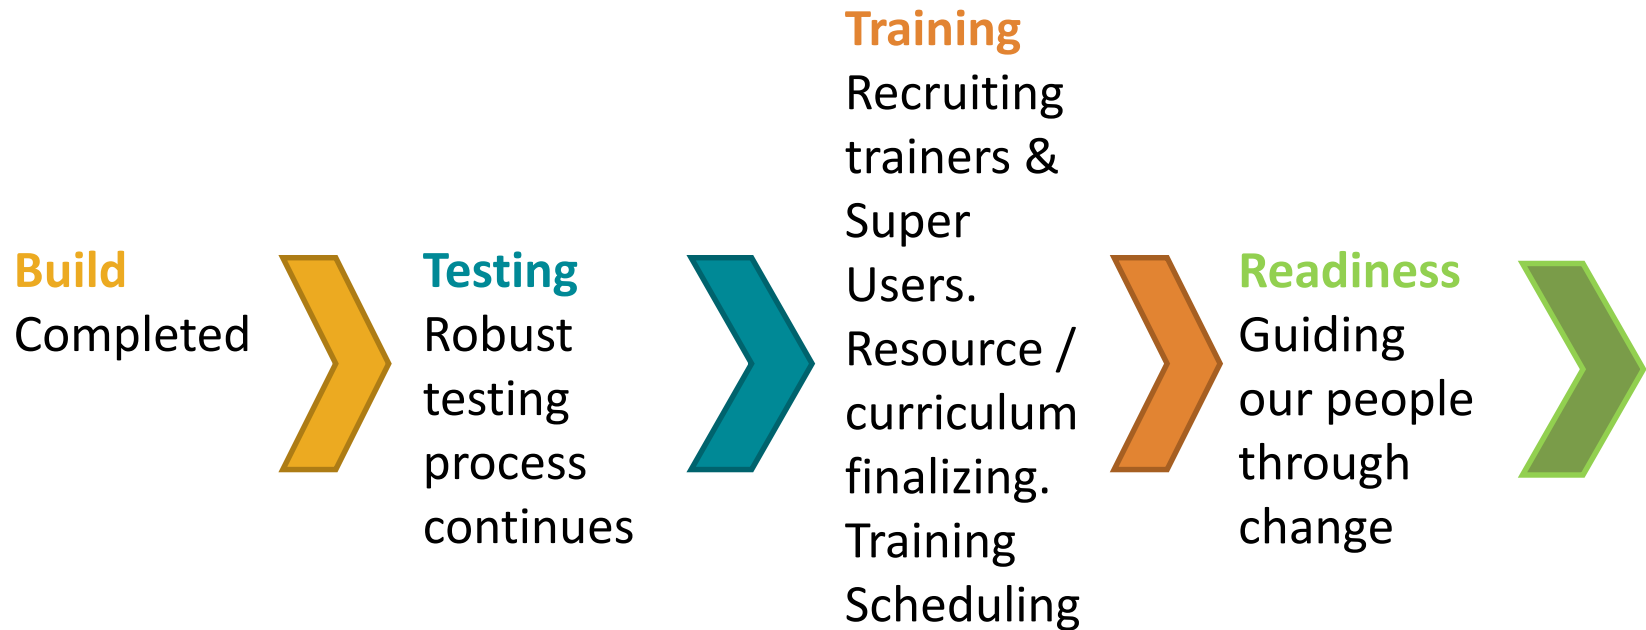 Build
Completed
Testing
Robust
testing
process
continues
Training
Recruiting
trainers &
Super
Users.
Resource /
curriculum
finalizing.
Training
Scheduling
Readiness
Guiding
our people
through
change